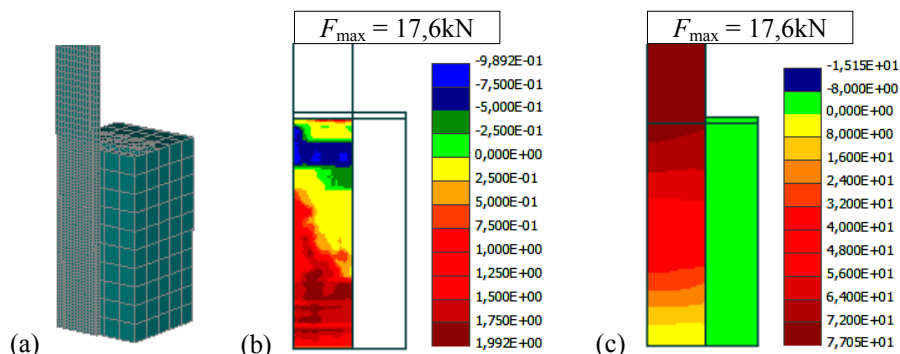 F_max = 17,6kN
-9,892E-01
-7,500E-01
-5,000E-01
-2,500E-01
0,000E+00
2,500E-01
5,000E-01
7,500E-01
1,000E+00
1,250E+00
1,500E+00
1,750E+00
1,992E+00
F_max = 17,6kN
-1,515E+01
-8,000E+00
0,000E+00
8,000E+00
1,600E+01
2,400E+01
3,200E+01
4,000E+01
4,800E+01
5,600E+01
6,400E+01
7,200E+01
7,705E+01
(a)
(b)
(c)